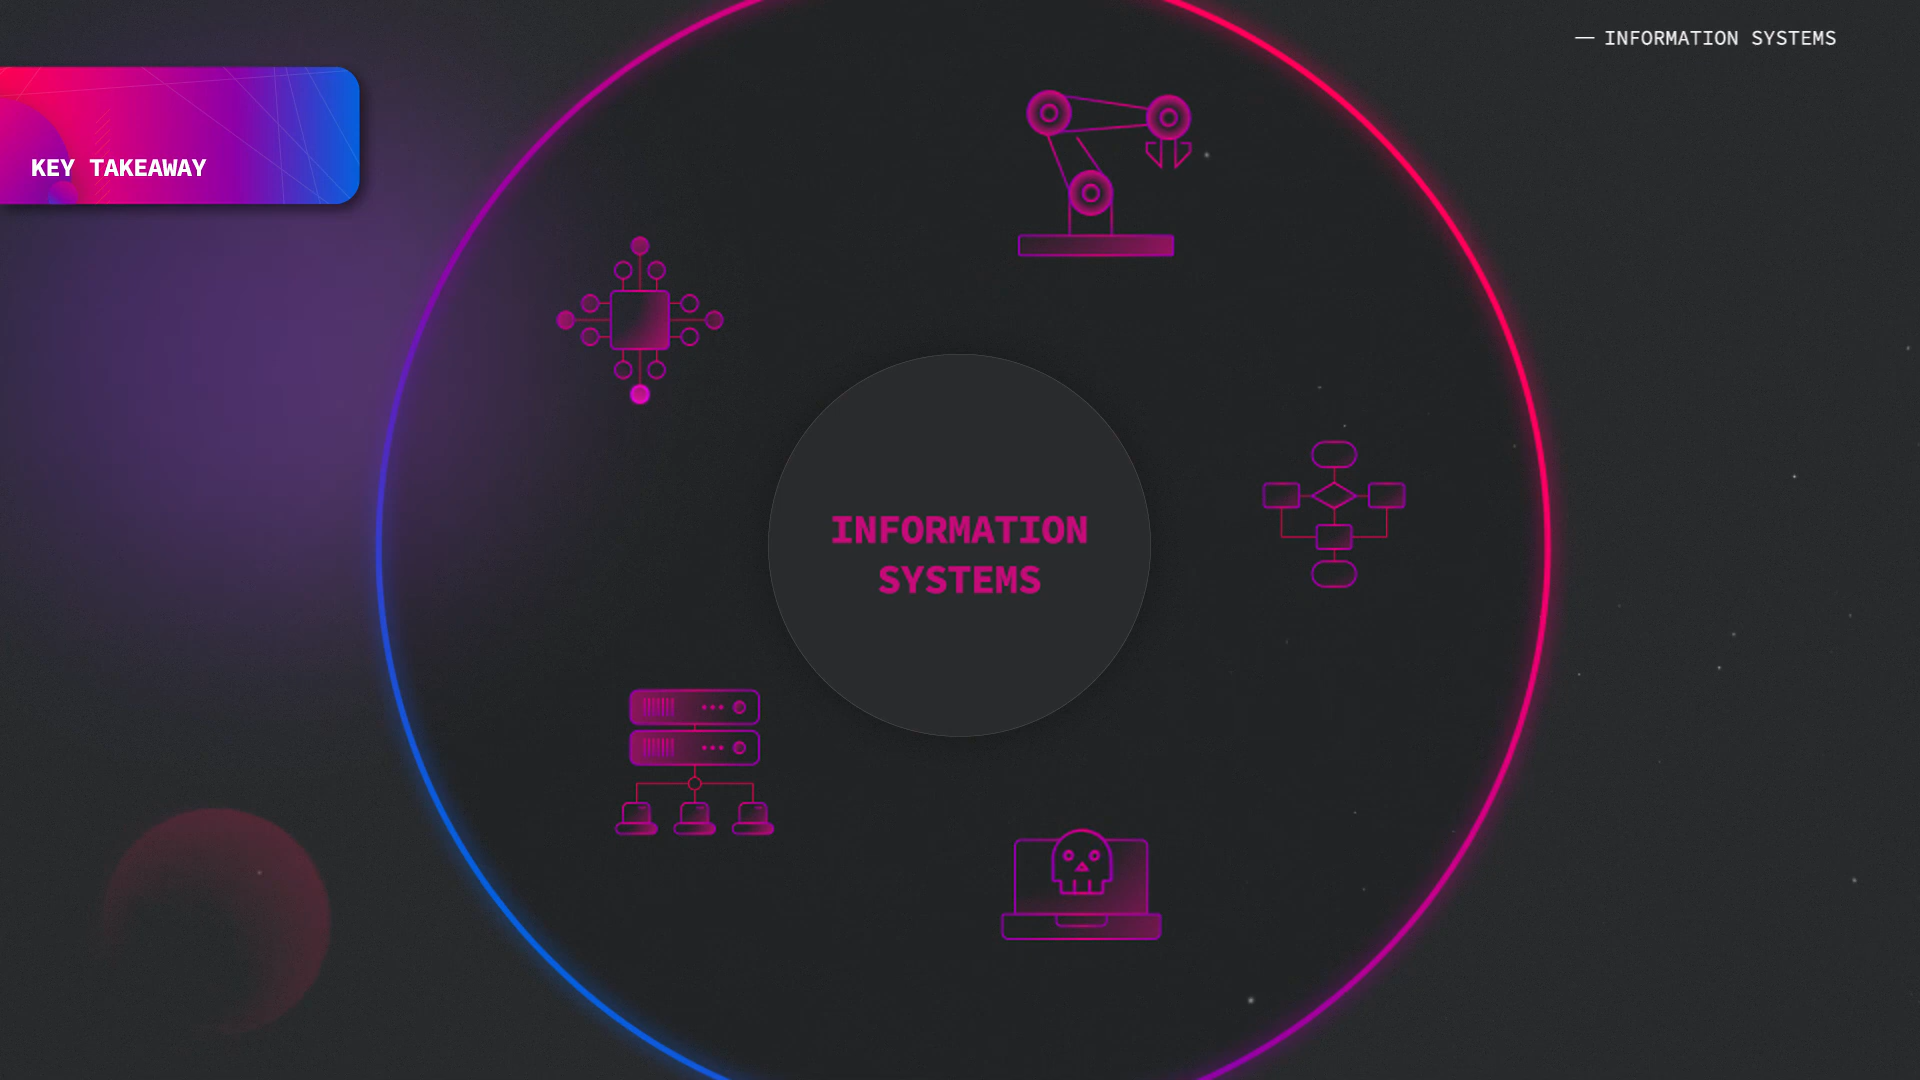 — INFORMATION SYSTEMS
KEY TAKEAWAY
INFORMATION
SYSTEMS